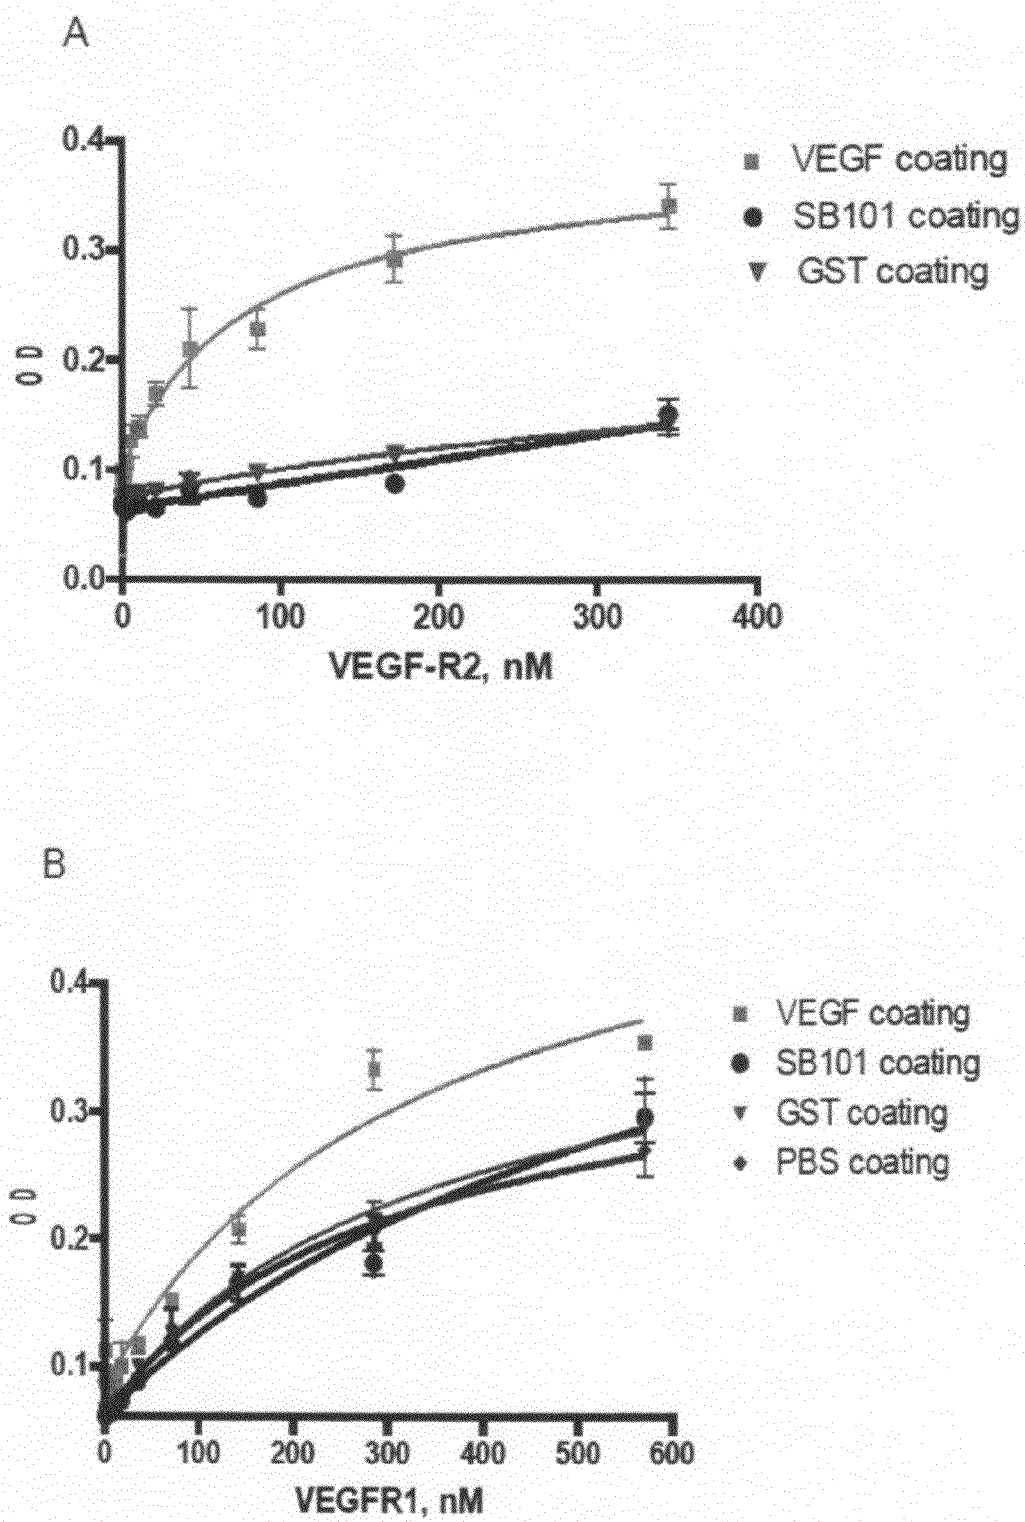 A
0.4
0.3
0.2
0.1
0.0
OD
0 100 200 300 400
VEGF-R2, nM
VEGF coating
SB101 coating
GST coating
B
0.4
0.3
0.2
0.1
OD
0 100 200 300 400 500 600
VEGFR1, nM
VEGF coating
SB101 coating
GST coating
PBS coating